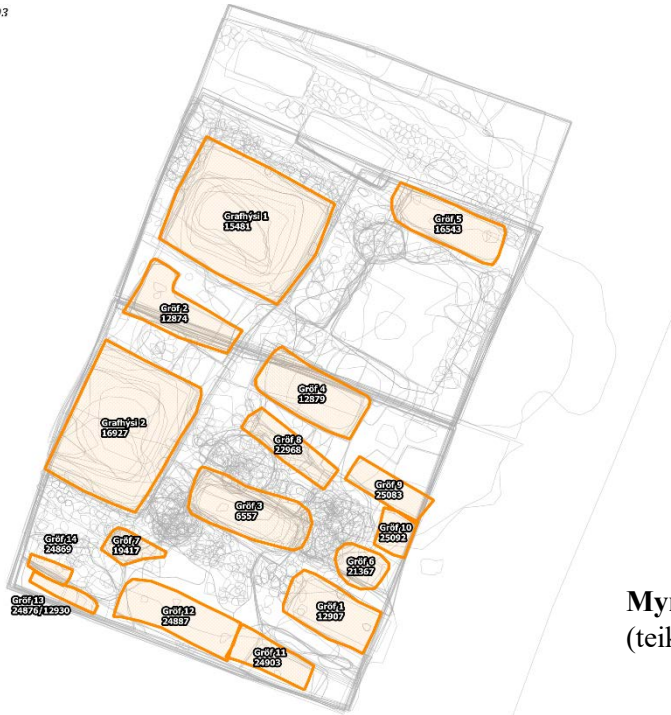 Grafhýsi 1
15481
Gröf 5
16543
Gröf 2
12874
Gröf 4
12879
Grafhýsi 2
16927
Gröf 8
22968
Gröf 9
25083
Gröf 3
6557
Gröf 10
25092
Gröf 14
24869
Gröf 7
19417
Gröf 6
21367
Gröf 13
24876/12930
Gröf 12
24887
Gröf 1
12907
Gröf 11
24903